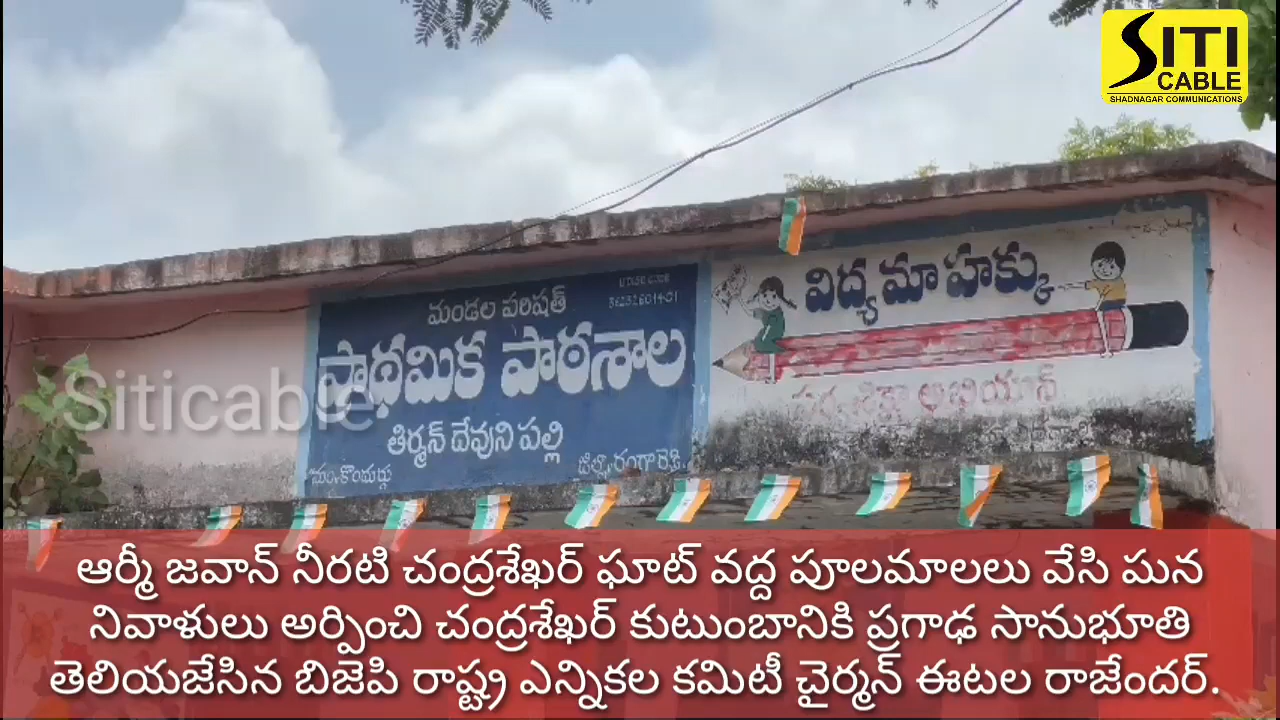 SITI
CABLE
SHADNAGAR COMMUNICATIONS
మండల పరిషత్
ప్రాథమిక పాఠశాల
తిర్మన్ దేవుని పల్లి
మం.కొందుర్గు
జిల్లా.రంగారెడ్డి.
విద్య మా హక్కు
Siticable
ఆర్మీ జవాన్ నీరటి చంద్రశేఖర్ ఘాట్ వద్ద పూలమాలలు వేసి ఘన
నివాళులు అర్పించి చంద్రశేఖర్ కుటుంబానికి ప్రగాఢ సానుభూతి
తెలియజేసిన బిజెపి రాష్ట్ర ఎన్నికల కమిటీ చైర్మన్ ఈటల రాజేందర్.